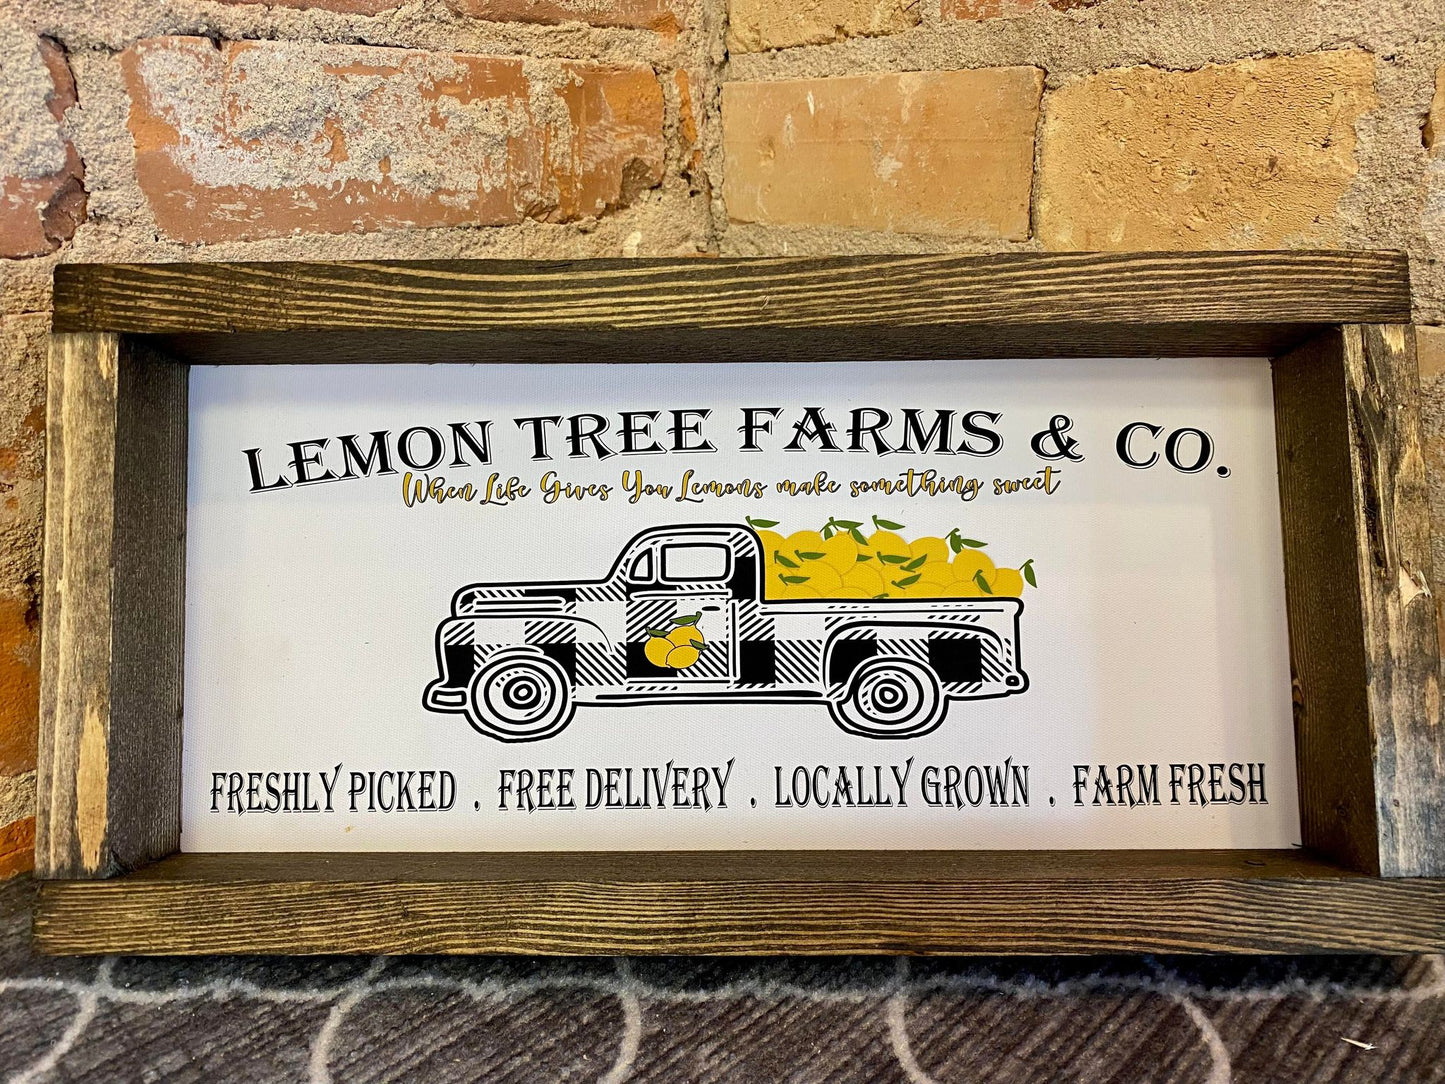 LEMON TREE FARMS & CO.
When Life Gives You Lemons make something sweet
FRESHLY PICKED . FREE DELIVERY . LOCALLY GROWN . FARM FRESH